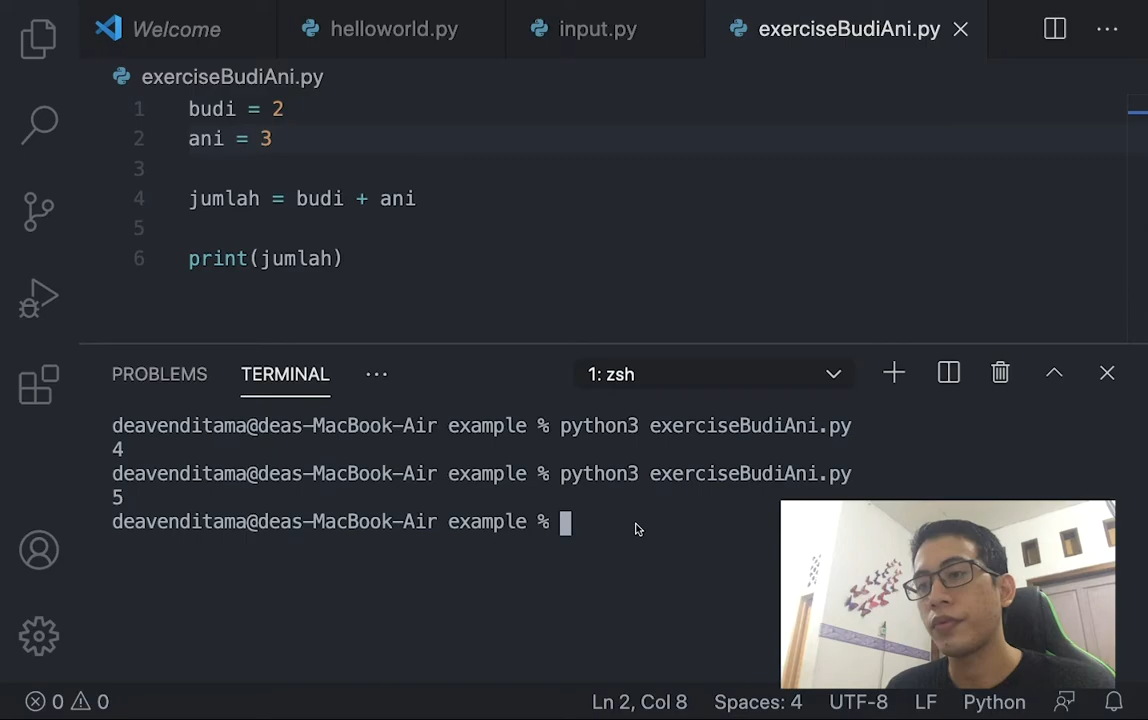 Welcome helloworld.py input.py exerciseBudiAni.py
exerciseBudiAni.py
1 budi = 2
2 ani = 3
3
4 jumlah = budi + ani
5
6 print(jumlah)
PROBLEMS TERMINAL ··· 1: zsh
deavenditama@deas-MacBook-Air example % python3 exerciseBudiAni.py
4
deavenditama@deas-MacBook-Air example % python3 exerciseBudiAni.py
5
deavenditama@deas-MacBook-Air example %
0 0 Ln 2, Col 8 Spaces: 4 UTF-8 LF Python